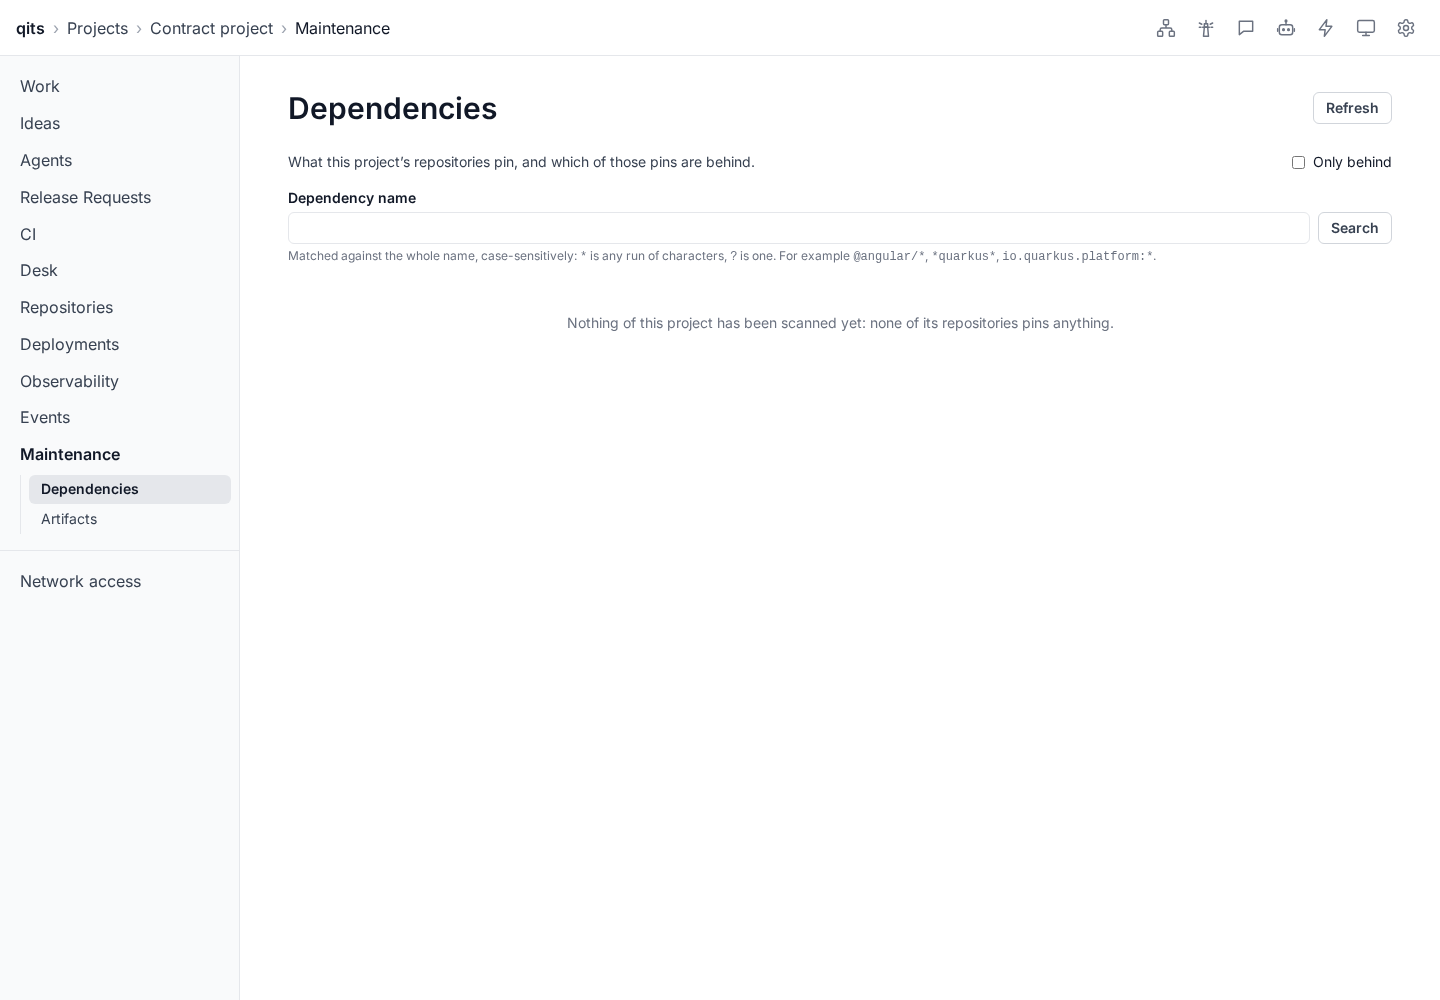 qits › Projects › Contract project › Maintenance
Work
Ideas
Agents
Release Requests
CI
Desk
Repositories
Deployments
Observability
Events
Maintenance
Dependencies
Artifacts
Network access
Dependencies
Refresh
What this project’s repositories pin, and which of those pins are behind.
Only behind
Dependency name
Search
Matched against the whole name, case-sensitively: * is any run of characters, ? is one. For example @angular/*, *quarkus*, io.quarkus.platform:*.
Nothing of this project has been scanned yet: none of its repositories pins anything.